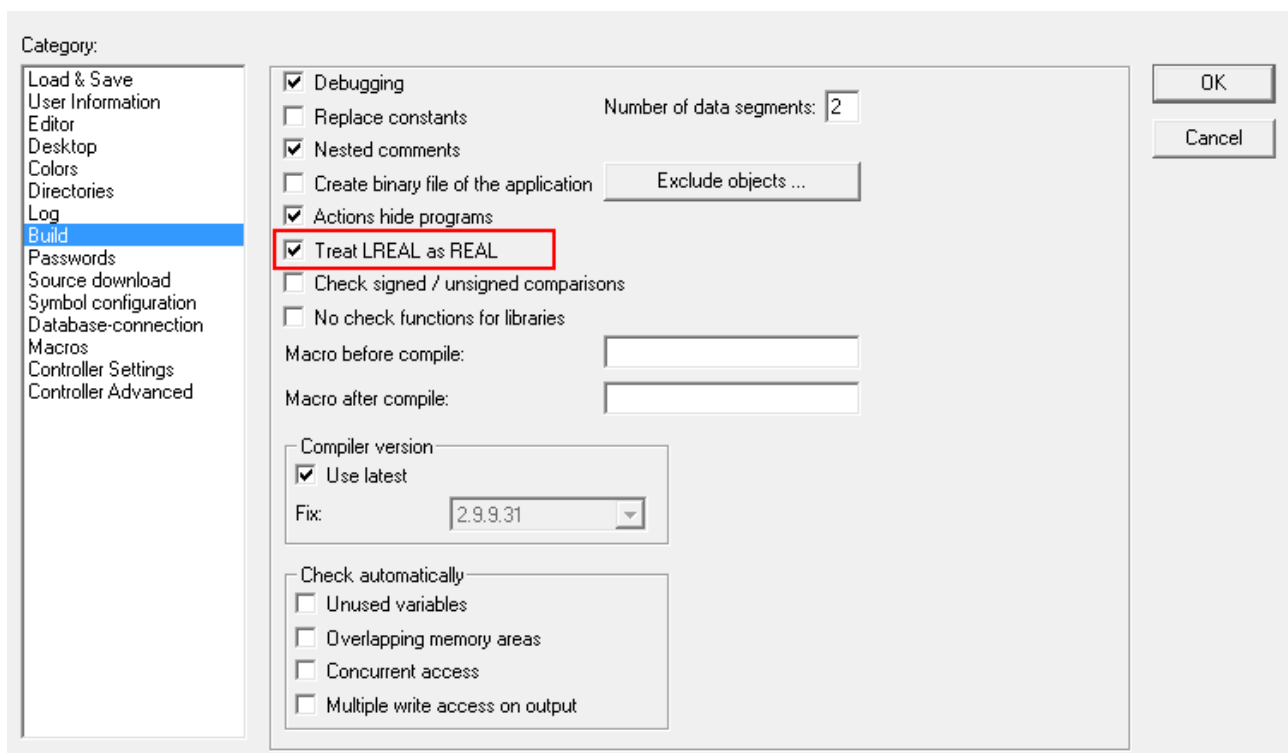 Category:
Load & Save
User Information
Editor
Desktop
Colors
Directories
Log
Build
Passwords
Source download
Symbol configuration
Database-connection
Macros
Controller Settings
Controller Advanced
Debugging
Replace constants
Nested comments
Create binary file of the application
Actions hide programs
Treat LREAL as REAL
Check signed / unsigned comparisons
No check functions for libraries
Number of data segments: 2
Exclude objects ...
Macro before compile:
Macro after compile:
Compiler version
Use latest
Fix: 2.9.9.31
Check automatically
Unused variables
Overlapping memory areas
Concurrent access
Multiple write access on output
OK
Cancel